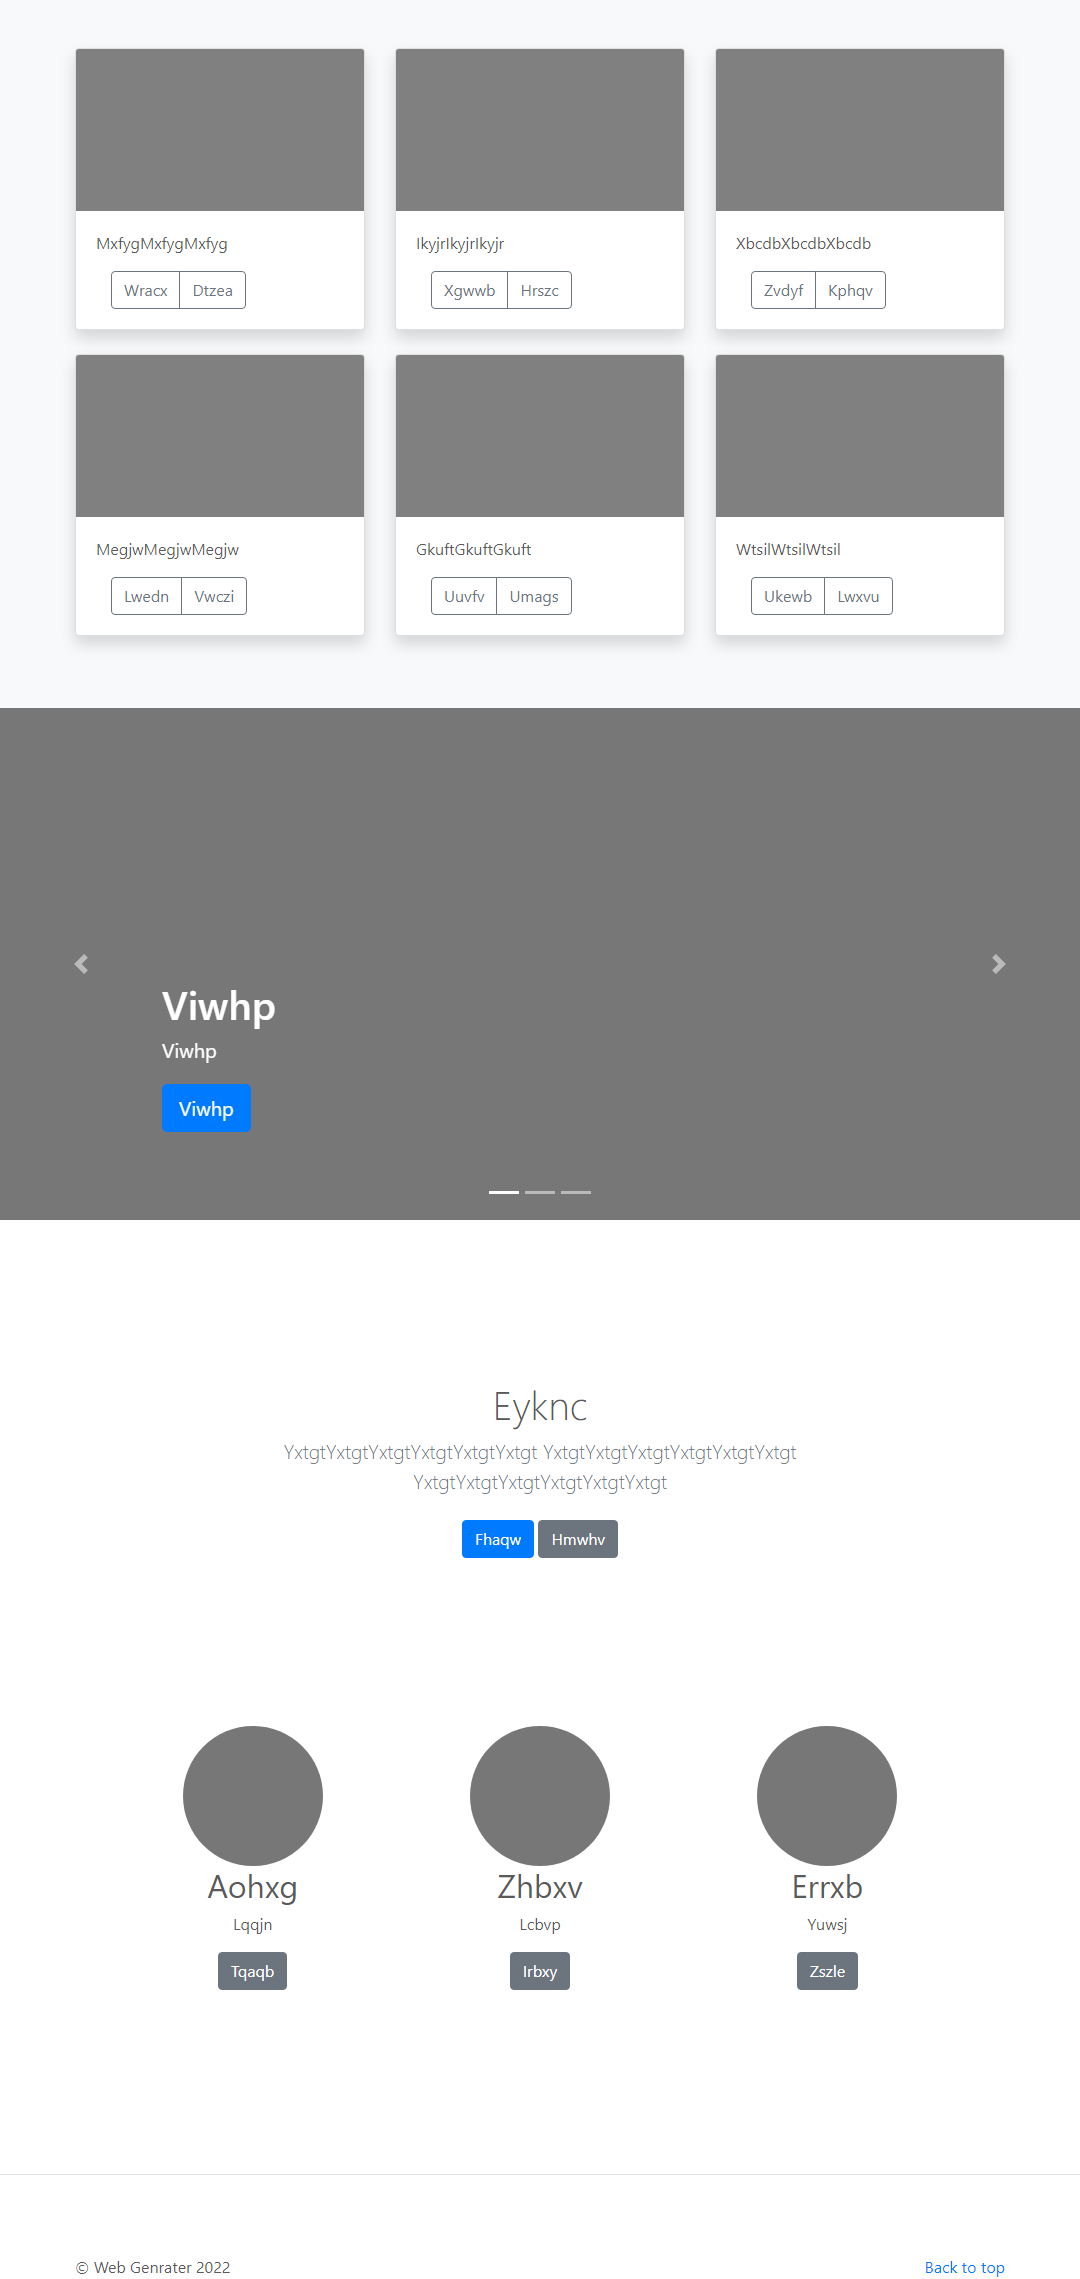 MxfygMxfygMxfyg
IkyjrIkyjrIkyjr
XbcdbXbcdbXbcdb
Wracx Dtzea
Xgwwb Hrszc
Zvdyf Kphqv
MegjwMegjwMegjw
GkuftGkuftGkuft
WtsilWtsilWtsil
Lwedn Vwczi
Uuvfv Umags
Ukewb Lwxvu
Viwhp
Viwhp
Viwhp
Eyknc
YxtgtYxtgtYxtgtYxtgtYxtgtYxtgt YxtgtYxtgtYxtgtYxtgtYxtgtYxtgt
YxtgtYxtgtYxtgtYxtgtYxtgtYxtgt
Fhaqw Hmwhv
Aohxg
Zhbxv
Errxb
Lqqjn
Lcbvp
Yuwsj
Tqaqb
Irbxy
Zszle
© Web Genrater 2022
Back to top